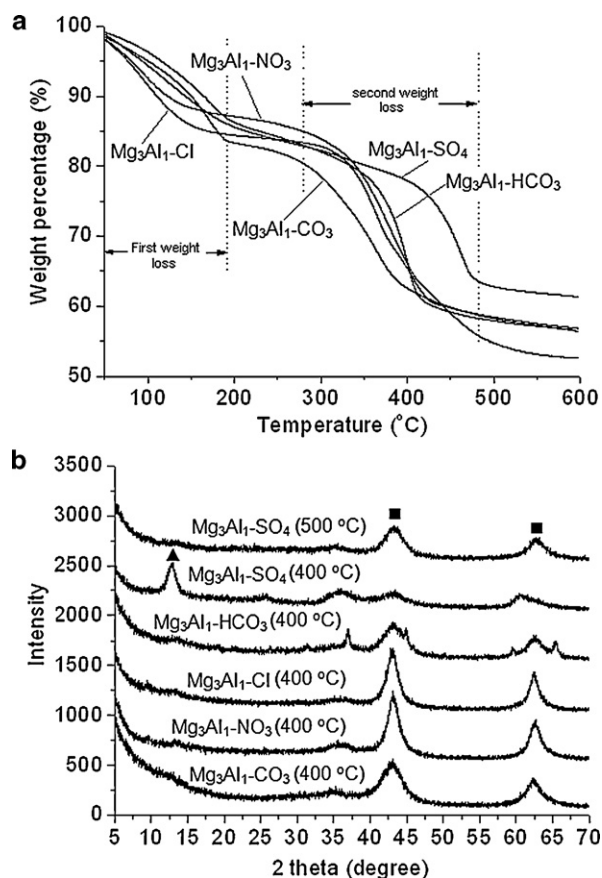 a
100
90
80
70
60
50
Weight percentage (%)
Mg₃Al₁-NO₃
second weight
loss
Mg₃Al₁-Cl
Mg₃Al₁-SO₄
Mg₃Al₁-HCO₃
Mg₃Al₁-CO₃
First weight
loss
100 200 300 400 500 600
Temperature (°C)
b
3500
3000
2500
2000
1500
1000
500
0
Intensity
Mg₃Al₁-SO₄ (500 °C)
Mg₃Al₁-SO₄ (400 °C)
Mg₃Al₁-HCO₃ (400 °C)
Mg₃Al₁-Cl (400 °C)
Mg₃Al₁-NO₃ (400 °C)
Mg₃Al₁-CO₃ (400 °C)
5 10 15 20 25 30 35 40 45 50 55 60 65 70
2 theta (degree)